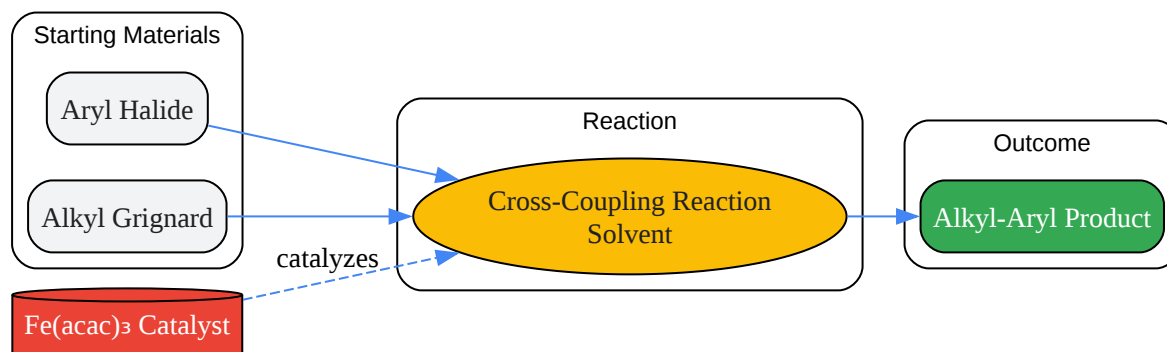 Starting Materials
Aryl Halide
Alkyl Grignard
Fe(acac)₃ Catalyst
catalyzes
Reaction
Cross-Coupling Reaction
Solvent
Outcome
Alkyl-Aryl Product